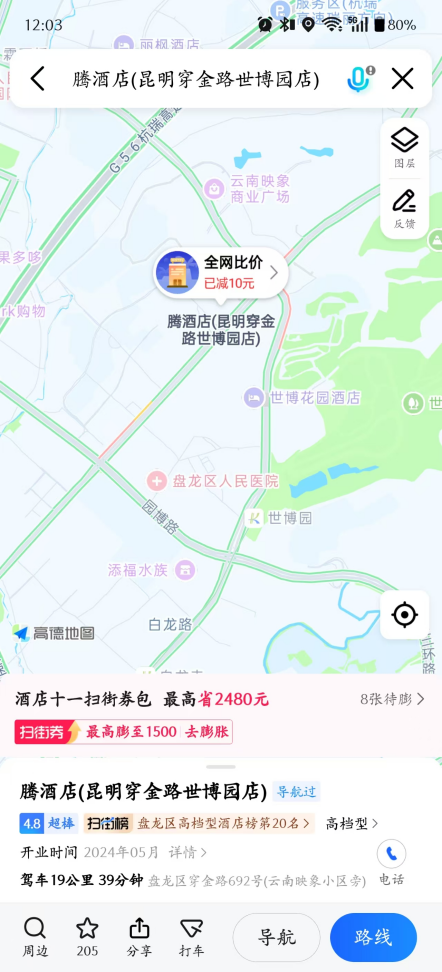 12:03
5G
80%
服务区(杭瑞
高速瑞丽方向)
丽枫酒店
腾酒店(昆明穿金路世博园店)
G56杭瑞高速
图层
云南映象
商业广场
反馈
果多哆
全网比价
已减10元
rk购物
腾酒店(昆明穿金
路世博园店)
世博花园酒店
世
盘龙区人民医院
园博路
世博园
添福水族
白龙路
高德地图
二环路
酒店十一扫街券包 最高省2480元
8张待膨
扫街券
最高膨至1500 去膨胀
腾酒店(昆明穿金路世博园店)
导航过
4.8 超棒
扫街榜 盘龙区高档型酒店榜第20名
高档型
开业时间 2024年05月 详情
驾车19公里 39分钟 盘龙区穿金路692号(云南映象小区旁)
电话
周边
205
分享
打车
导航
路线